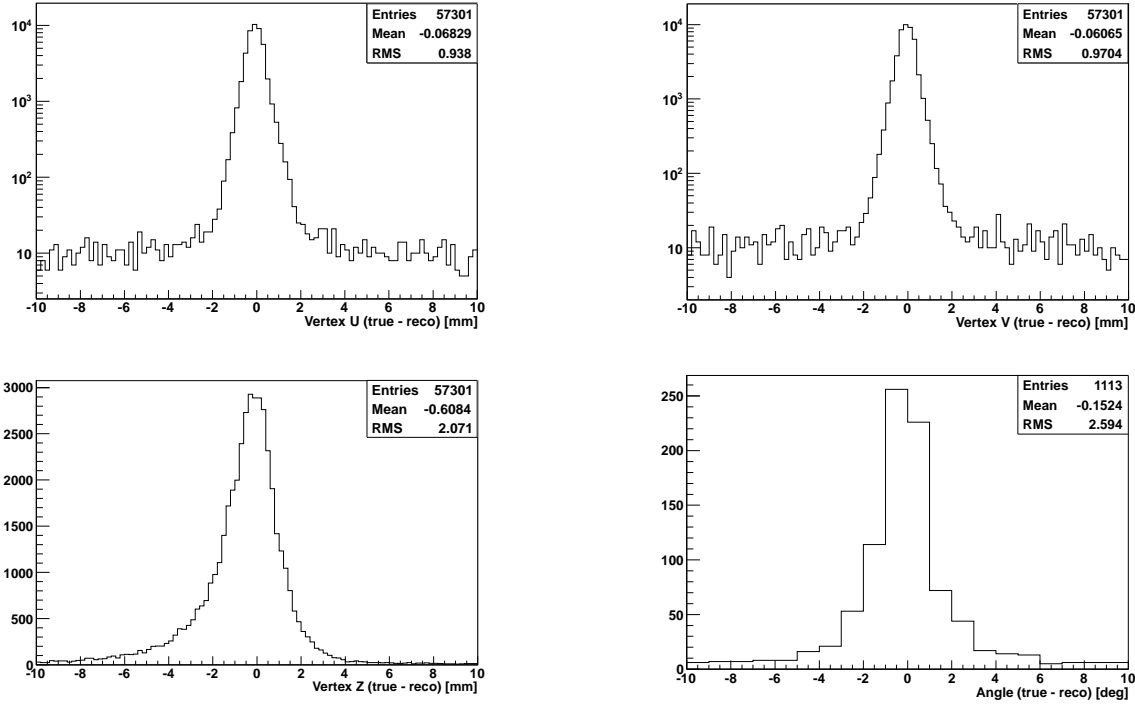 Entries 57301
Mean -0.06829
RMS 0.938
10⁴
10³
10²
10
-10 -8 -6 -4 -2 0 2 4 6 8 10
Vertex U (true - reco) [mm]
Entries 57301
Mean -0.06065
RMS 0.9704
10⁴
10³
10²
10
-10 -8 -6 -4 -2 0 2 4 6 8 10
Vertex V (true - reco) [mm]
Entries 57301
Mean -0.6084
RMS 2.071
3000
2500
2000
1500
1000
500
0
-10 -8 -6 -4 -2 0 2 4 6 8 10
Vertex Z (true - reco) [mm]
Entries 1113
Mean -0.1524
RMS 2.594
250
200
150
100
50
0
-10 -8 -6 -4 -2 0 2 4 6 8 10
Angle (true - reco) [deg]